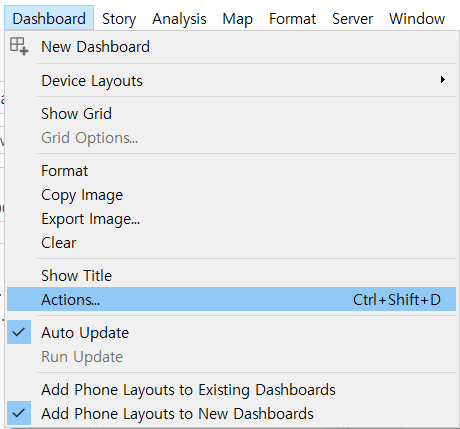 Dashboard Story Analysis Map Format Server Window
New Dashboard
Device Layouts
Show Grid
Grid Options...
Format
Copy Image
Export Image...
Clear
Show Title
Actions... Ctrl+Shift+D
Auto Update
Run Update
Add Phone Layouts to Existing Dashboards
Add Phone Layouts to New Dashboards